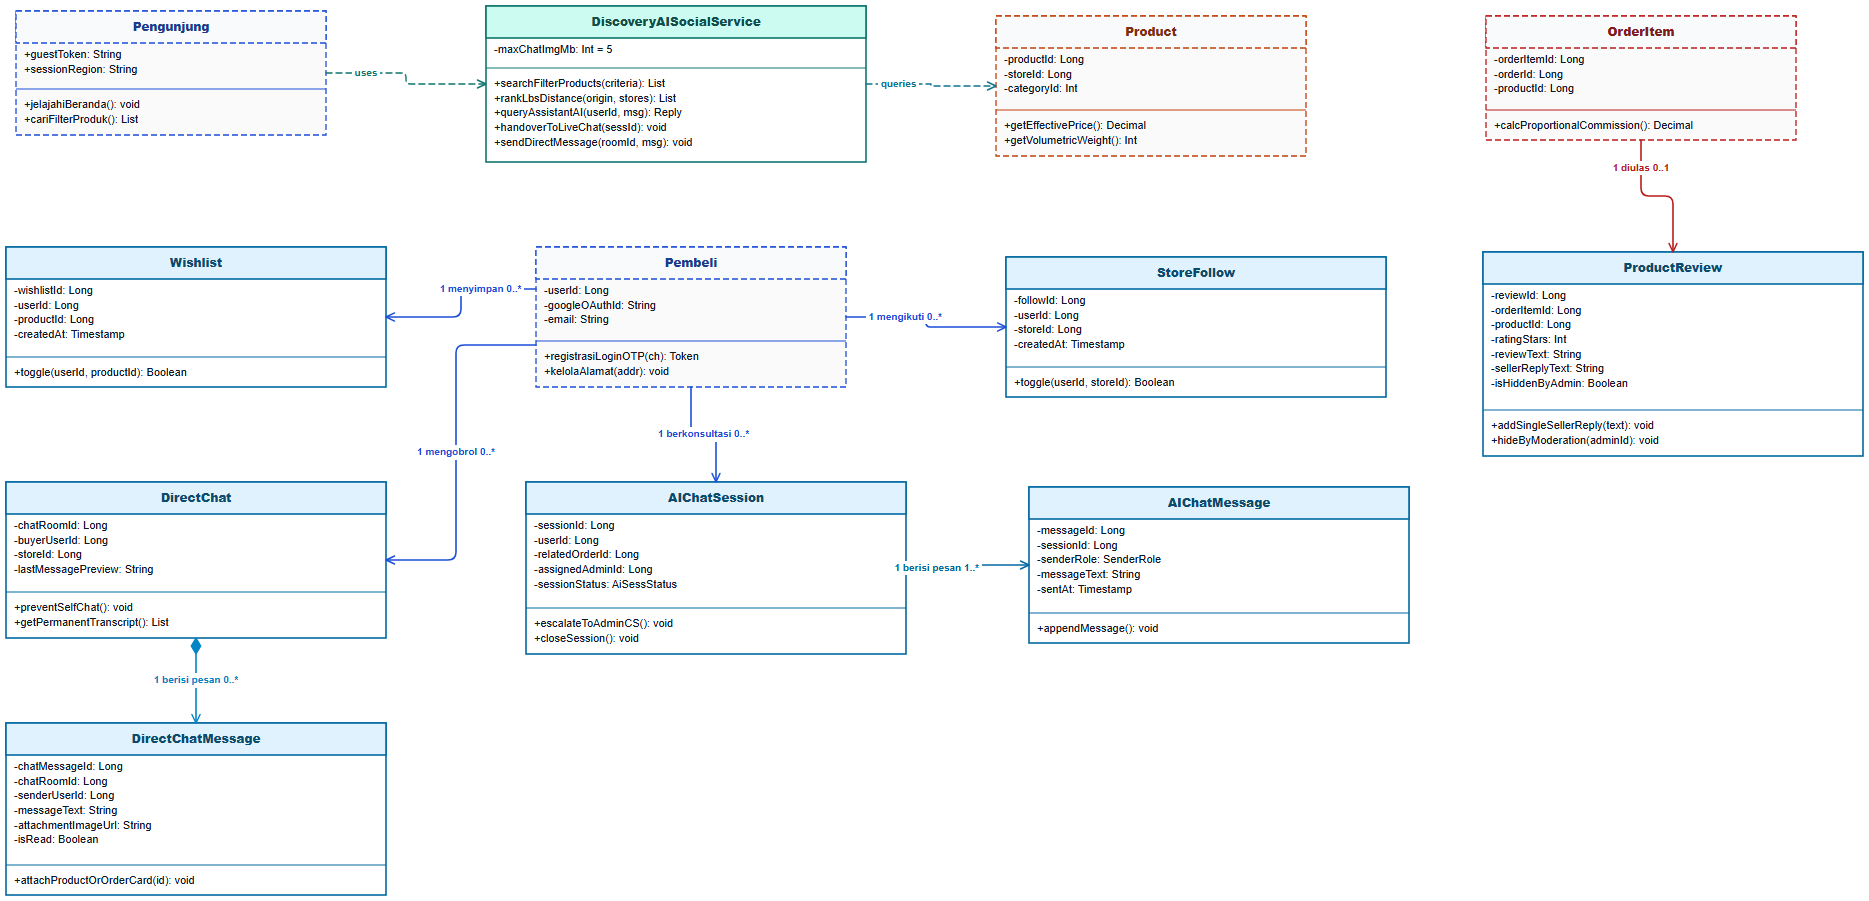 Pengunjung
+guestToken: String
+sessionRegion: String
+jelajahiBeranda(): void
+cariFilterProduk(): List
uses
DiscoveryAISocialService
-maxChatImgMb: Int = 5
+searchFilterProducts(criteria): List
+rankLbsDistance(origin, stores): List
+queryAssistantAI(userId, msg): Reply
+handoverToLiveChat(sessId): void
+sendDirectMessage(roomId, msg): void
queries
Product
-productId: Long
-storeId: Long
-categoryId: Int
+getEffectivePrice(): Decimal
+getVolumetricWeight(): Int
OrderItem
-orderItemId: Long
-orderId: Long
-productId: Long
+calcProportionalCommission(): Decimal
1 diulas 0..1
Wishlist
-wishlistId: Long
-userId: Long
-productId: Long
-createdAt: Timestamp
+toggle(userId, productId): Boolean
1 menyimpan 0..*
Pembeli
-userId: Long
-googleOAuthId: String
-email: String
+registrasiLoginOTP(ch): Token
+kelolaAlamat(addr): void
1 mengikuti 0..*
StoreFollow
-followId: Long
-userId: Long
-storeId: Long
-createdAt: Timestamp
+toggle(userId, storeId): Boolean
ProductReview
-reviewId: Long
-orderItemId: Long
-productId: Long
-ratingStars: Int
-reviewText: String
-sellerReplyText: String
-isHiddenByAdmin: Boolean
+addSingleSellerReply(text): void
+hideByModeration(adminId): void
1 mengobrol 0..*
1 berkonsultasi 0..*
DirectChat
-chatRoomId: Long
-buyerUserId: Long
-storeId: Long
-lastMessagePreview: String
+preventSelfChat(): void
+getPermanentTranscript(): List
AIChatSession
-sessionId: Long
-userId: Long
-relatedOrderId: Long
-assignedAdminId: Long
-sessionStatus: AiSessStatus
+escalateToAdminCS(): void
+closeSession(): void
1 berisi pesan 1..*
AIChatMessage
-messageId: Long
-sessionId: Long
-senderRole: SenderRole
-messageText: String
-sentAt: Timestamp
+appendMessage(): void
1 berisi pesan 0..*
DirectChatMessage
-chatMessageId: Long
-chatRoomId: Long
-senderUserId: Long
-messageText: String
-attachmentImageUrl: String
-isRead: Boolean
+attachProductOrOrderCard(id): void